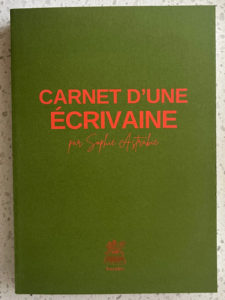 CARNET D'UNE
ÉCRIVAINE
par Sophie Astrabie